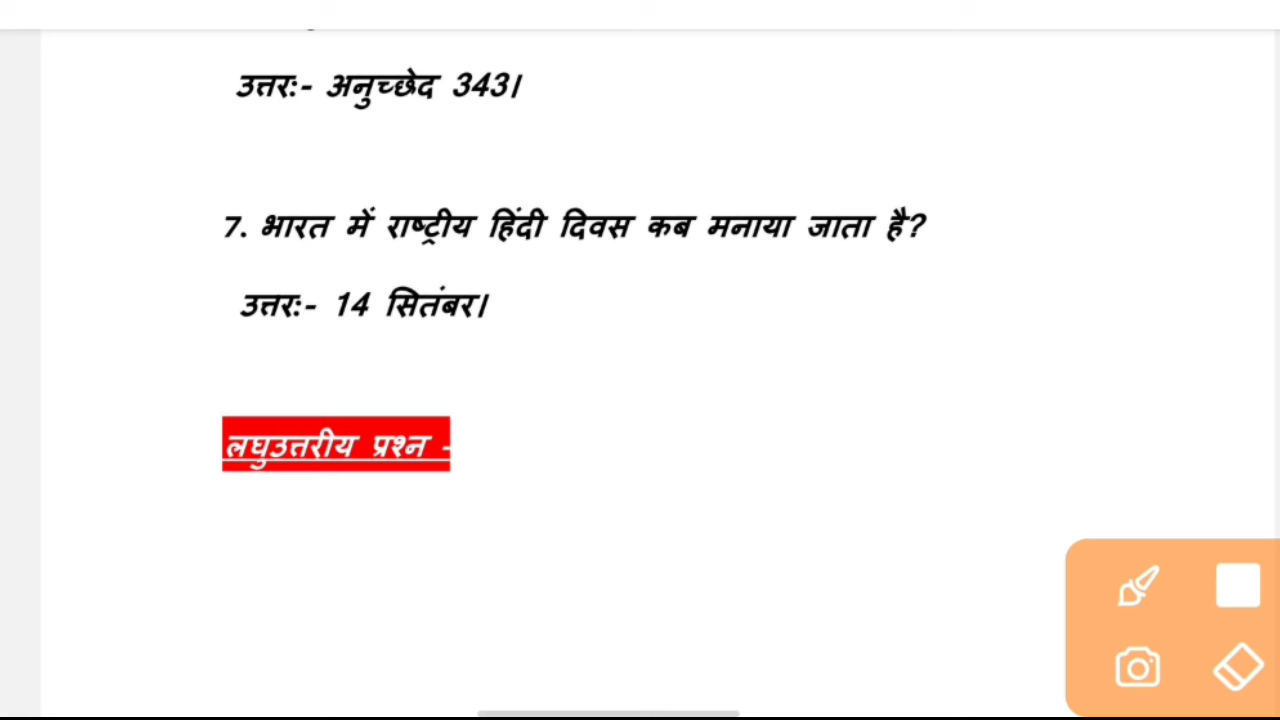 उत्तर:- अनुच्छेद 343।
7. भारत में राष्ट्रीय हिंदी दिवस कब मनाया जाता है?
उत्तर:- 14 सितंबर।
लघुउत्तरीय प्रश्न -